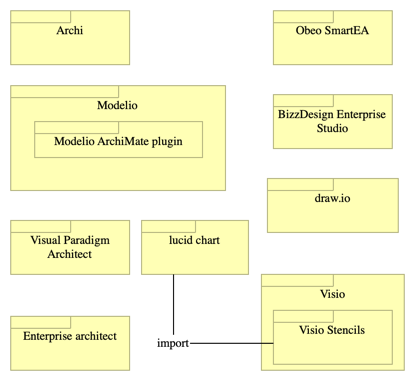 Archi
Obeo SmartEA
Modelio
Modelio ArchiMate plugin
BizzDesign Enterprise
Studio
draw.io
Visual Paradigm
Architect
lucid chart
Visio
Visio Stencils
Enterprise architect
import